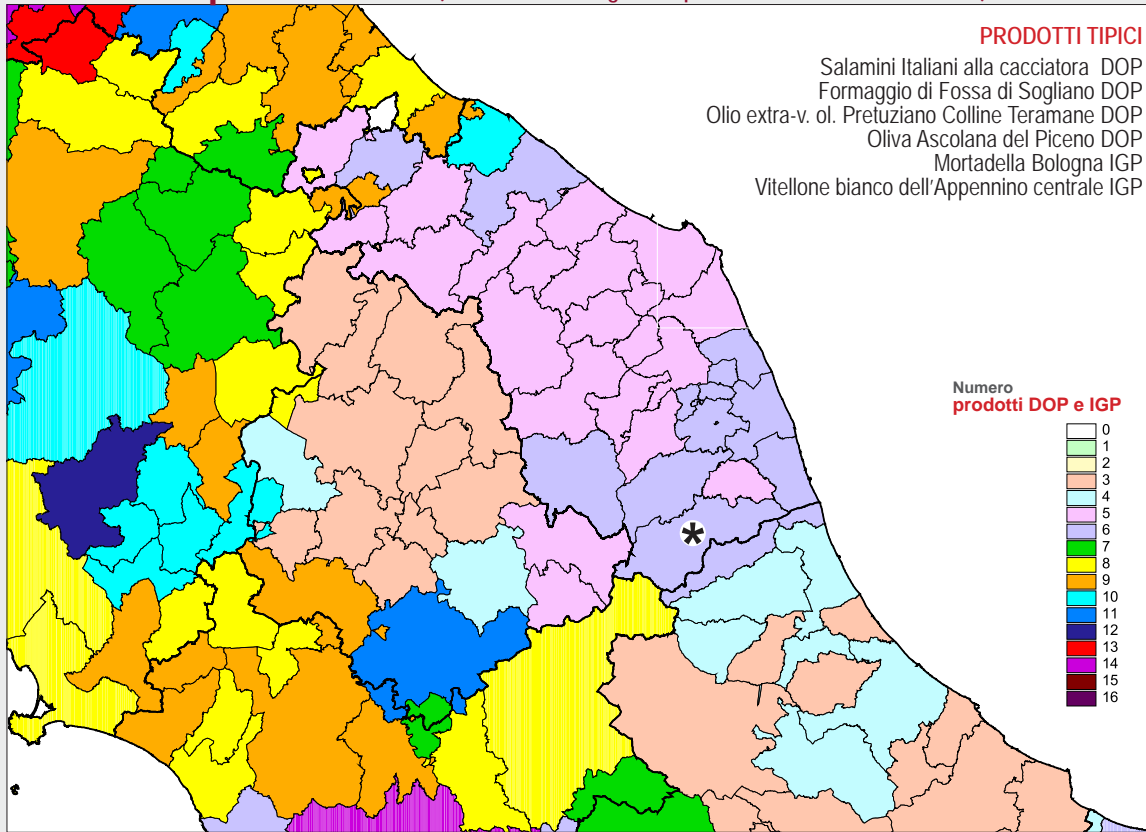 PRODOTTI TIPICI
Salamini Italiani alla cacciatora DOP
Formaggio di Fossa di Sogliano DOP
Olio extra-v. ol. Pretuziano Colline Teramane DOP
Oliva Ascolana del Piceno DOP
Mortadella Bologna IGP
Vitellone bianco dell'Appennino centrale IGP
Numero
prodotti DOP e IGP
0
1
2
3
4
5
6
7
8
9
10
11
12
13
14
15
16
*